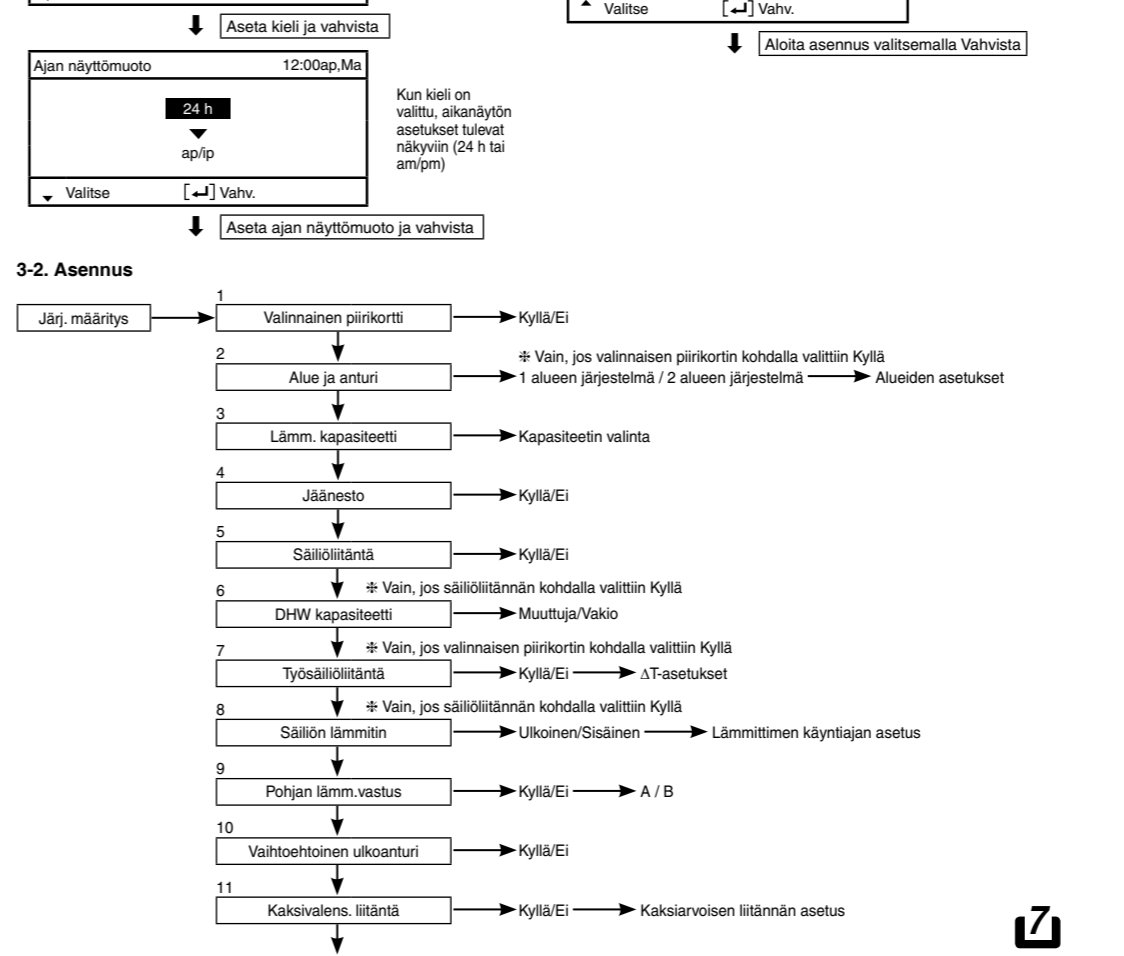 Valitse [↵] Vahv.
Aseta kieli ja vahvista
Aloita asennus valitsemalla Vahvista
Ajan näyttömuoto 12:00ap,Ma
24 h
ap/ip
Valitse [↵] Vahv.
Kun kieli on
valittu, aikanäytön
asetukset tulevat
näkyviin (24 h tai
am/pm)
Aseta ajan näyttömuoto ja vahvista
3-2. Asennus
Järj. määritys
1
Valinnainen piirikortti
Kyllä/Ei
2
❈ Vain, jos valinnaisen piirikortin kohdalla valittiin Kyllä
Alue ja anturi
1 alueen järjestelmä / 2 alueen järjestelmä
Alueiden asetukset
3
Lämm. kapasiteetti
Kapasiteetin valinta
4
Jäänesto
Kyllä/Ei
5
Säiliöliitäntä
Kyllä/Ei
6
❈ Vain, jos säiliöliitännän kohdalla valittiin Kyllä
DHW kapasiteetti
Muuttuja/Vakio
7
❈ Vain, jos valinnaisen piirikortin kohdalla valittiin Kyllä
Työsäiliöliitäntä
Kyllä/Ei
ΔT-asetukset
8
❈ Vain, jos säiliöliitännän kohdalla valittiin Kyllä
Säiliön lämmitin
Ulkoinen/Sisäinen
Lämmittimen käyntiajan asetus
9
Pohjan lämm.vastus
Kyllä/Ei
A / B
10
Vaihtoehtoinen ulkoanturi
Kyllä/Ei
11
Kaksivalens. liitäntä
Kyllä/Ei
Kaksiarvoisen liitännän asetus
7